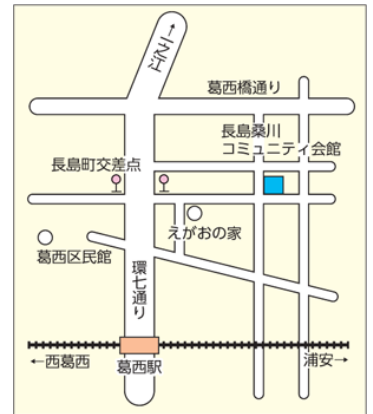 ←一之江
葛西橋通り
長島桑川
コミュニティ会館
長島町交差点
えがおの家
葛西区民館
環七通り
←西葛西
葛西駅
浦安→